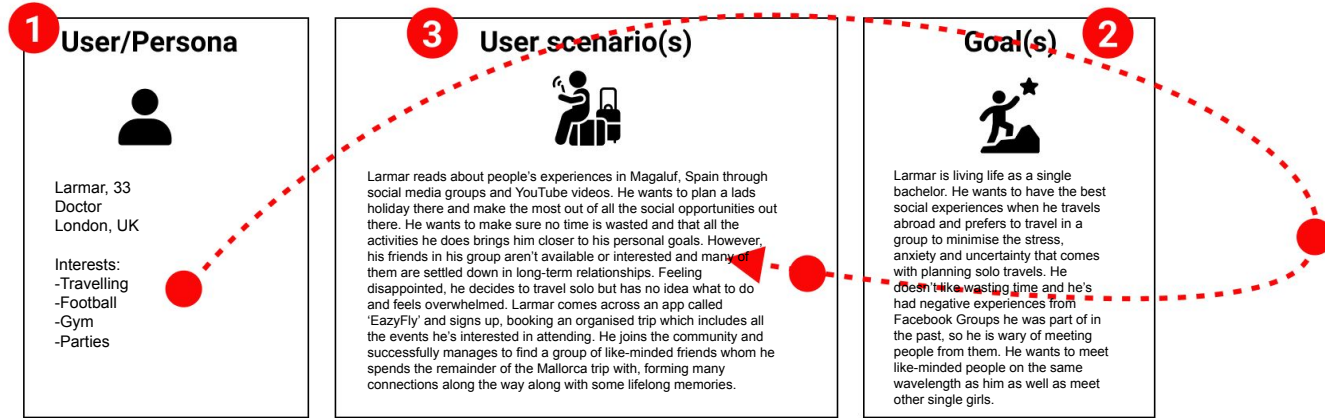 1
User/Persona
Larmar, 33
Doctor
London, UK
Interests:
-Travelling
-Football
-Gym
-Parties
3
User scenario(s)
Larmar reads about people's experiences in Magaluf, Spain through
social media groups and YouTube videos. He wants to plan a lads
holiday there and make the most out of all the social opportunities out
there. He wants to make sure no time is wasted and that all the
activities he does brings him closer to his personal goals. However,
his friends in his group aren't available or interested and many of
them are settled down in long-term relationships. Feeling
disappointed, he decides to travel solo but has no idea what to do
and feels overwhelmed. Larmar comes across an app called
'EazyFly' and signs up, booking an organised trip which includes all
the events he's interested in attending. He joins the community and
successfully manages to find a group of like-minded friends whom he
spends the remainder of the Mallorca trip with, forming many
connections along the way along with some lifelong memories.
Goal(s)
2
Larmar is living life as a single
bachelor. He wants to have the best
social experiences when he travels
abroad and prefers to travel in a
group to minimise the stress,
anxiety and uncertainty that comes
with planning solo travels. He
doesn't like wasting time and he's
had negative experiences from
Facebook Groups he was part of in
the past, so he is wary of meeting
people from them. He wants to meet
like-minded people on the same
wavelength as him as well as meet
other single girls.